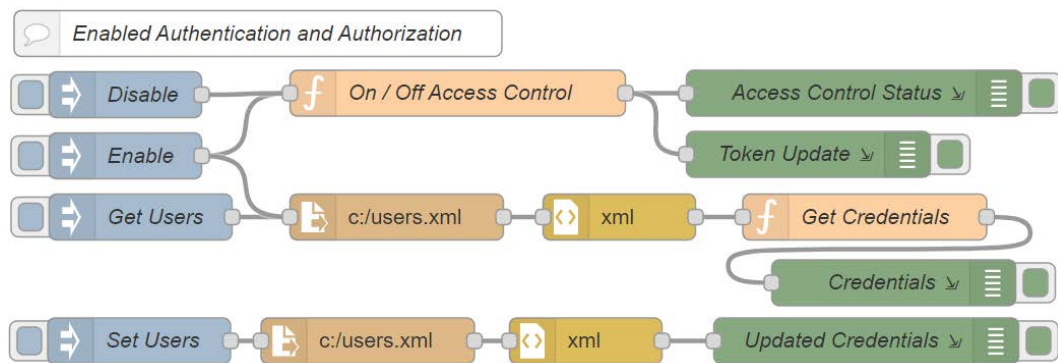 Enabled Authentication and Authorization
Disable
On / Off Access Control
Access Control Status
Enable
Token Update
Get Users
c:/users.xml
xml
Get Credentials
Credentials
Set Users
c:/users.xml
xml
Updated Credentials